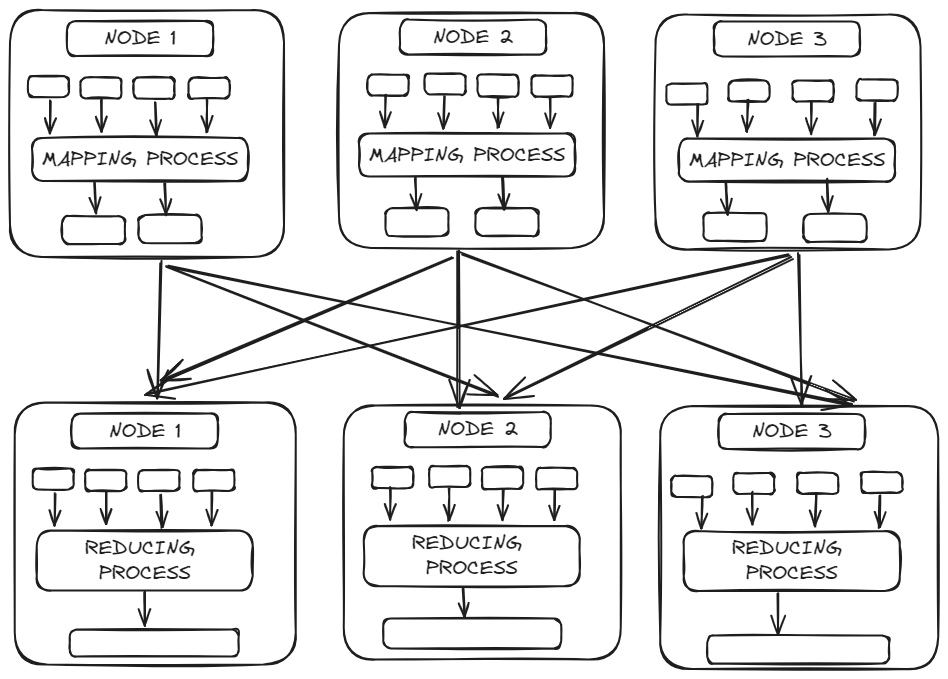 NODE 1
NODE 2
NODE 3
MAPPING PROCESS
MAPPING PROCESS
MAPPING PROCESS
NODE 1
NODE 2
NODE 3
REDUCING
PROCESS
REDUCING
PROCESS
REDUCING
PROCESS